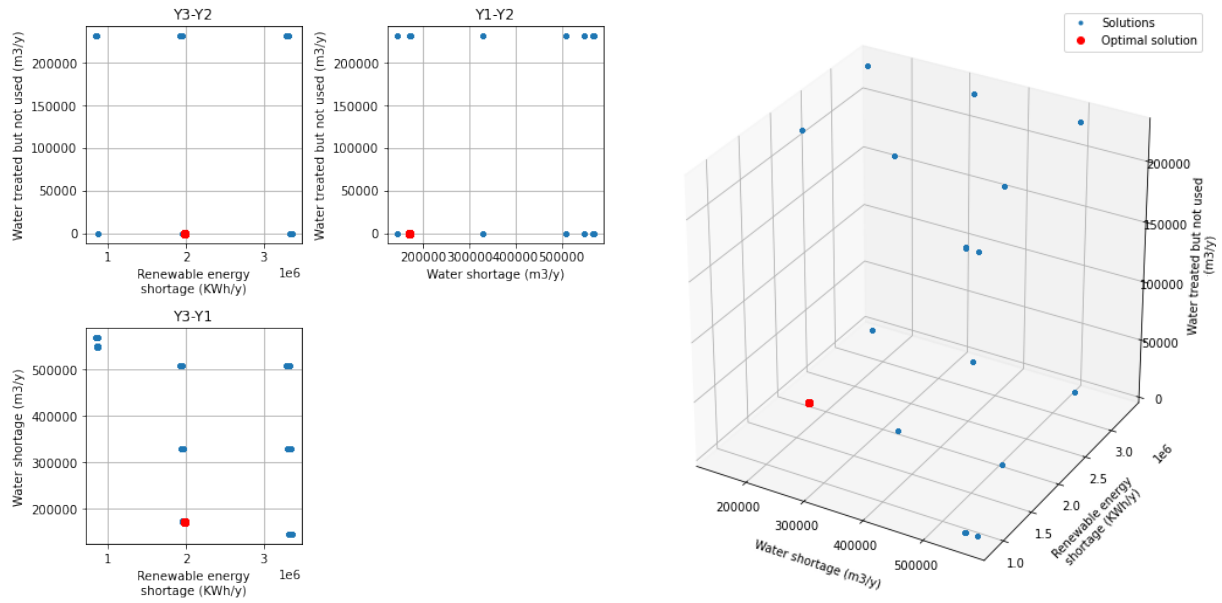 Y3-Y2
Water treated but not used (m3/y)
200000
150000
100000
50000
0
1
2
3
1e6
Renewable energy
shortage (KWh/y)
Y1-Y2
Water treated but not used (m3/y)
200000
150000
100000
50000
0
200000
300000
400000
500000
Water shortage (m3/y)
Y3-Y1
Water shortage (m3/y)
500000
400000
300000
200000
1
2
3
1e6
Renewable energy
shortage (KWh/y)
Solutions
Optimal solution
200000
150000
100000
50000
0
Water treated but not used
(m3/y)
200000
300000
400000
500000
Water shortage (m3/y)
1.0
1.5
2.0
2.5
3.0
1e6
Renewable energy
shortage (KWh/y)